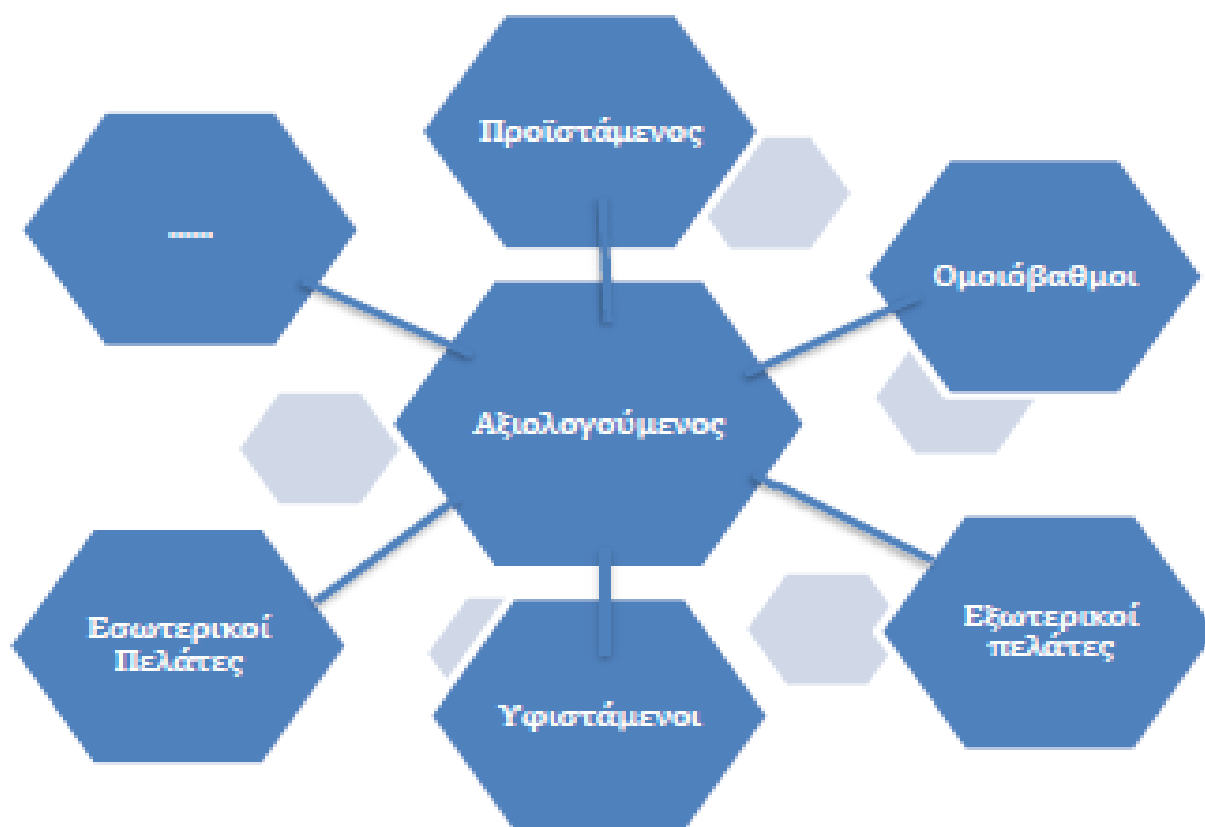 Προϊστάμενος
......
Ομοιόβαθμοι
Αξιολογούμενος
Εσωτερικοί
Πελάτες
Εξωτερικοί
πελάτες
Υφιστάμενοι